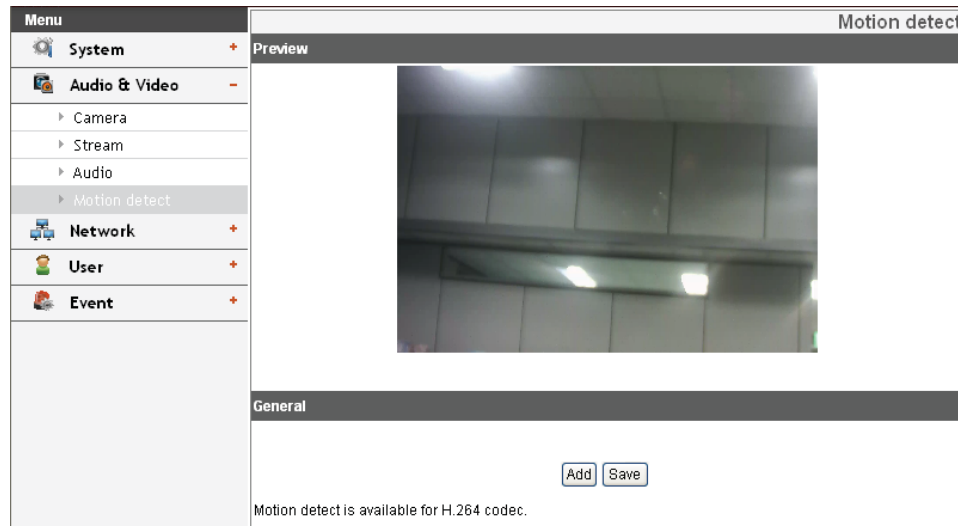 Menu
System
Audio & Video
Camera
Stream
Audio
Motion detect
Network
User
Event
Motion detect
Preview
General
Add Save
Motion detect is available for H.264 codec.